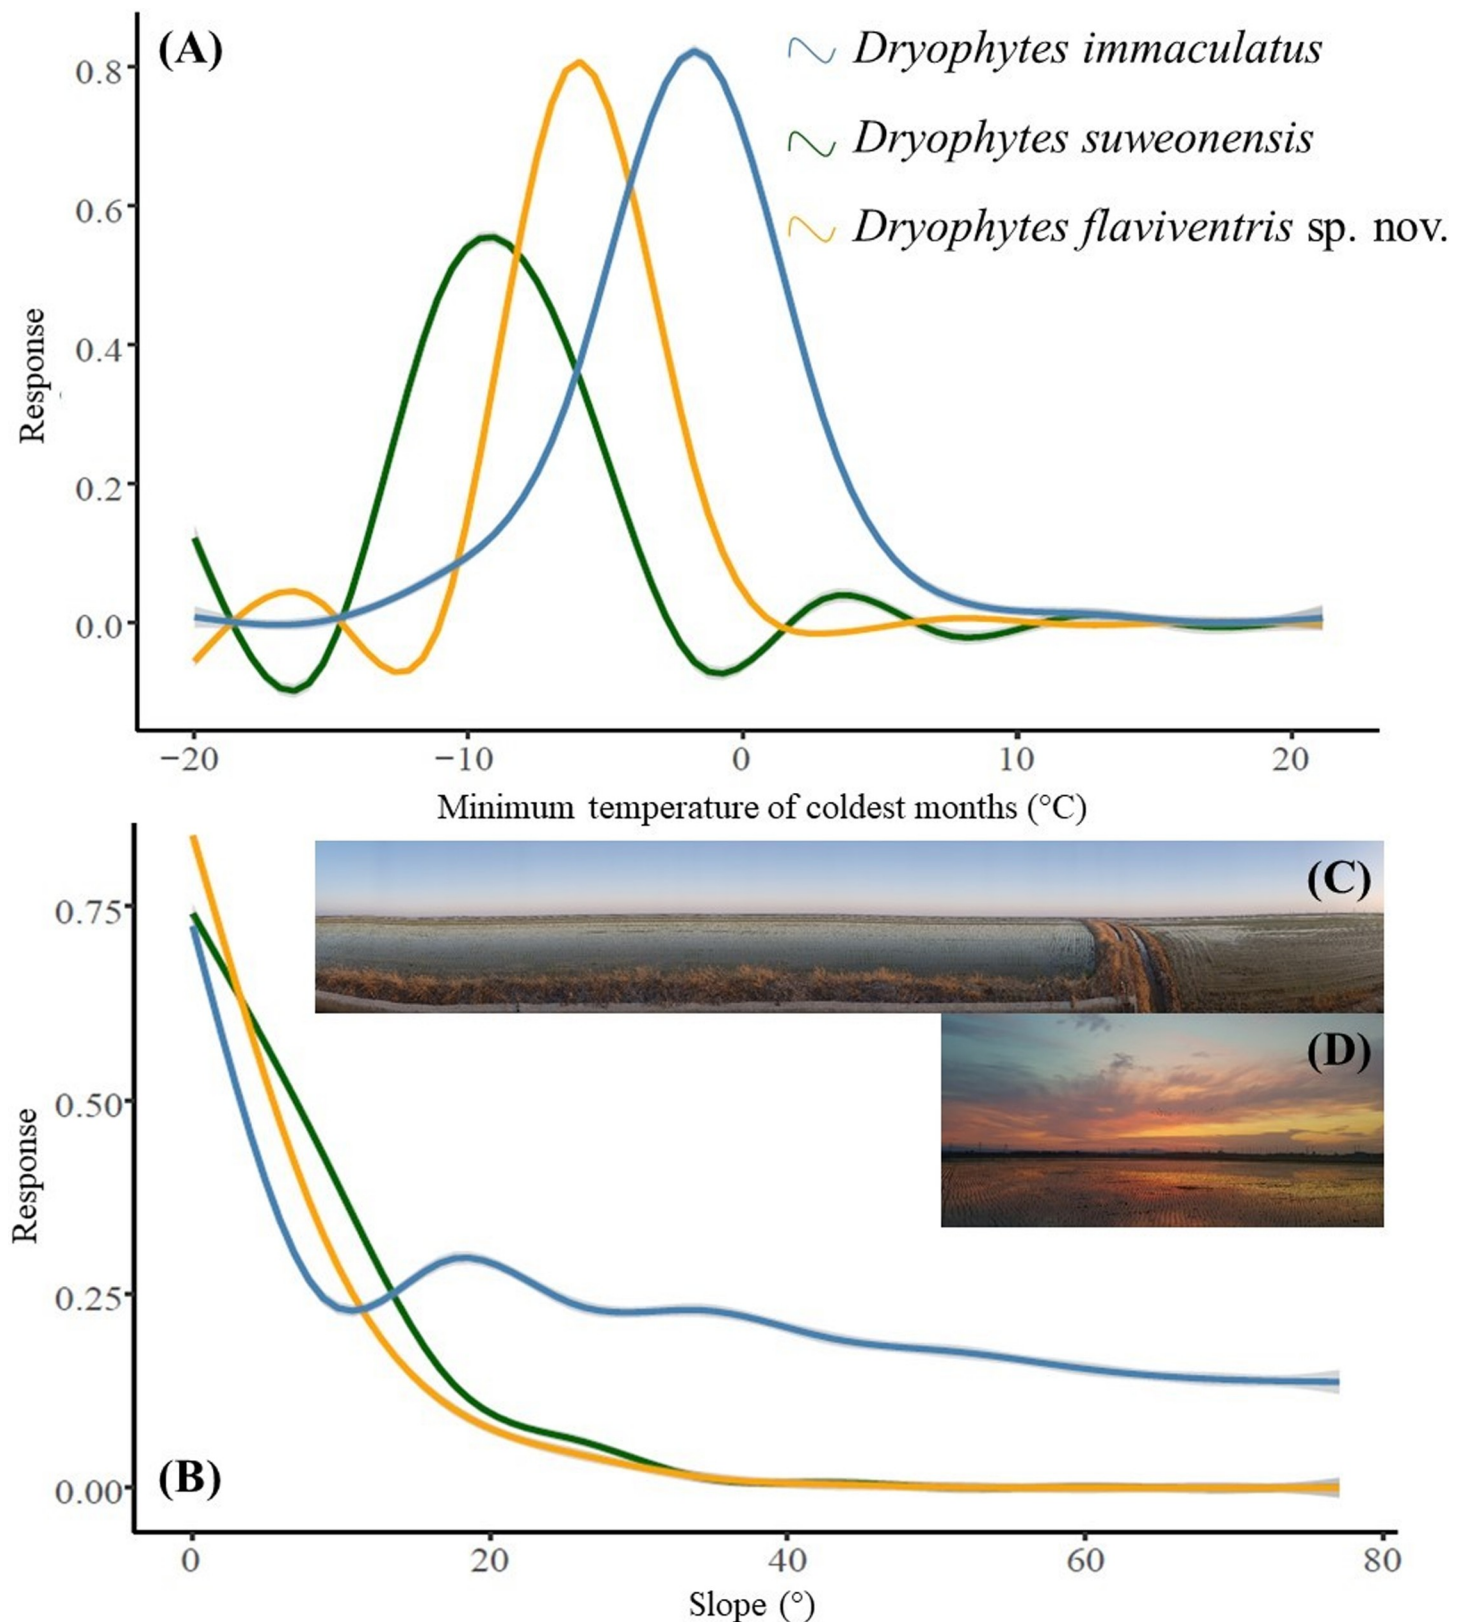 (A)
Dryophytes immaculatus
Dryophytes suweonensis
Dryophytes flaviventris sp. nov.
0.8
0.6
0.4
0.2
0.0
Response
−20 −10 0 10 20
Minimum temperature of coldest months (°C)
(C)
(D)
0.75
0.50
0.25
0.00
Response
(B)
0 20 40 60 80
Slope (°)